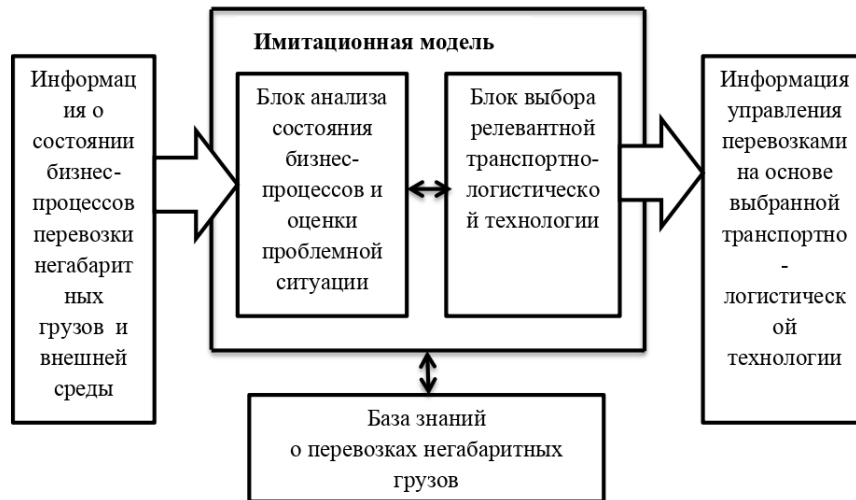 Имитационная модель
Информац
ия о
состоянии
бизнес-
процессов
перевозки
негабарит
ных
грузов и
внешней
среды
Блок анализа
состояния
бизнес-
процессов и
оценки
проблемной
ситуации
Блок выбора
релевантной
транспортно-
логистическо
й технологии
Информация
управления
перевозками
на основе
выбранной
транспортно
-
логистическ
ой
технологии
База знаний
о перевозках негабаритных
грузов